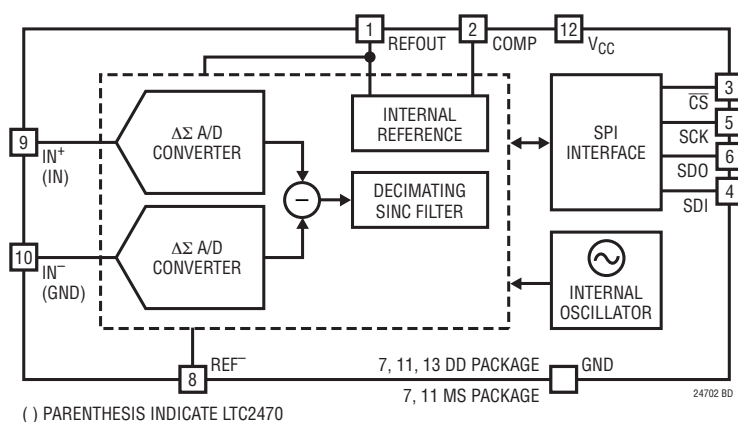 1
REFOUT
2
COMP
12
VCC
ΔΣ A/D
CONVERTER
INTERNAL
REFERENCE
SPI
INTERFACE
3
CS
5
SCK
6
SDO
4
SDI
9
IN+
(IN)
−
DECIMATING
SINC FILTER
10
IN−
(GND)
ΔΣ A/D
CONVERTER
INTERNAL
OSCILLATOR
8
REF−
7, 11, 13 DD PACKAGE
7, 11 MS PACKAGE
GND
24702 BD
( ) PARENTHESIS INDICATE LTC2470